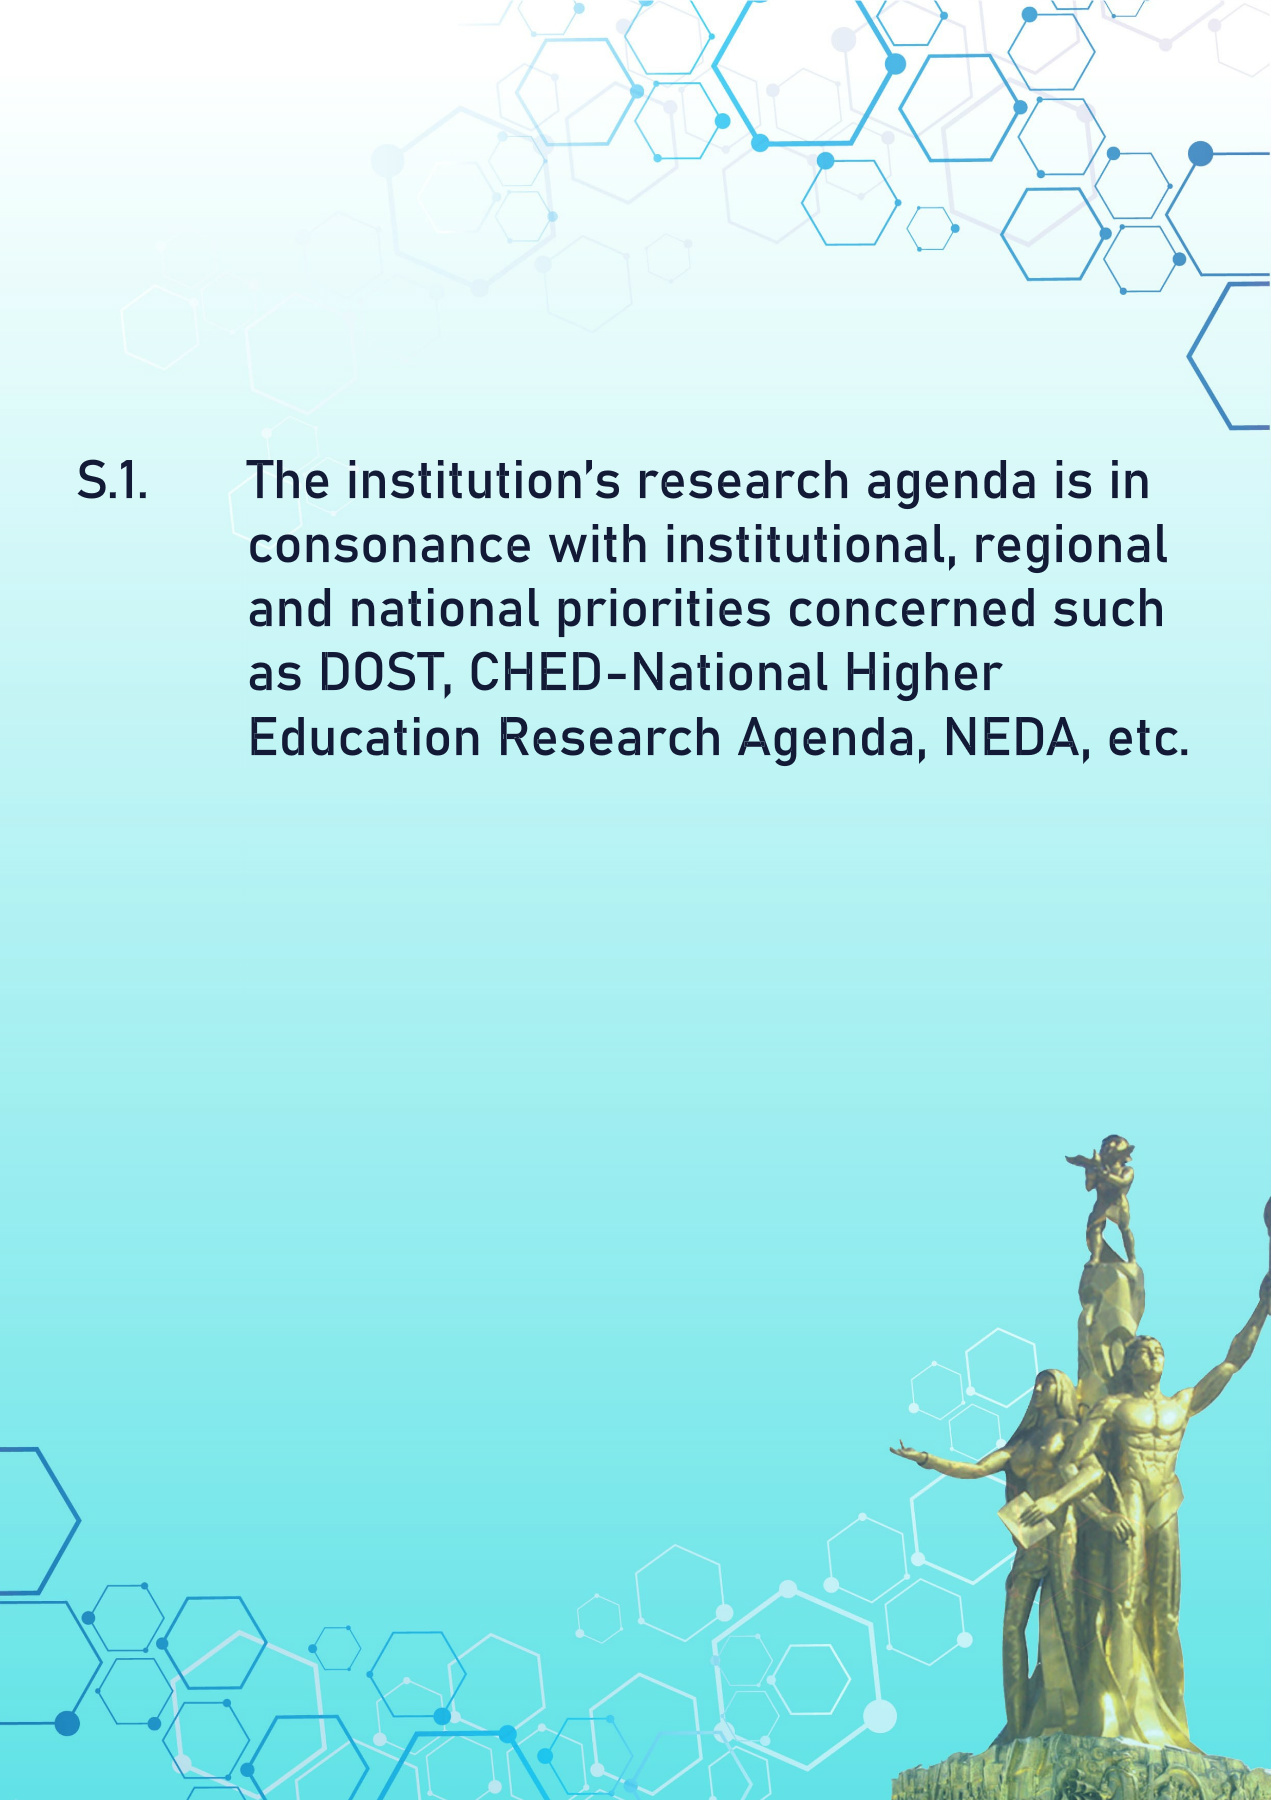 S.1. The institution's research agenda is in
consonance with institutional, regional
and national priorities concerned such
as DOST, CHED-National Higher
Education Research Agenda, NEDA, etc.